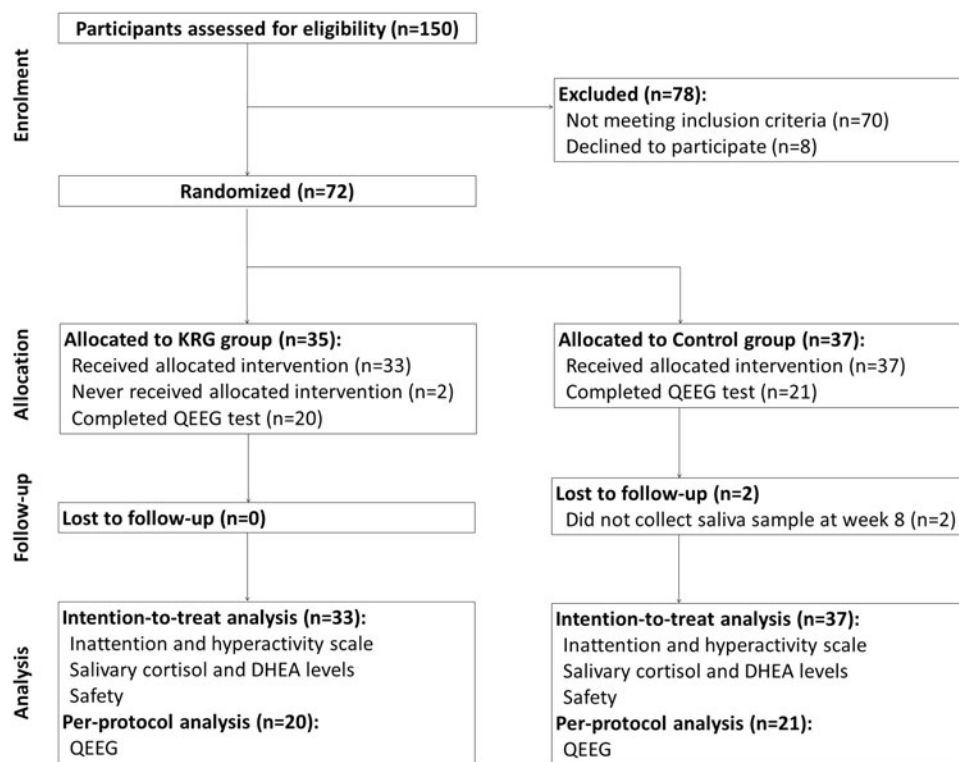 Participants assessed for eligibility (n=150)
Enrolment
Excluded (n=78):
Not meeting inclusion criteria (n=70)
Declined to participate (n=8)
Randomized (n=72)
Allocation
Allocated to KRG group (n=35):
Received allocated intervention (n=33)
Never received allocated intervention (n=2)
Completed QEEG test (n=20)
Allocated to Control group (n=37):
Received allocated intervention (n=37)
Completed QEEG test (n=21)
Follow-up
Lost to follow-up (n=0)
Lost to follow-up (n=2)
Did not collect saliva sample at week 8 (n=2)
Analysis
Intention-to-treat analysis (n=33):
Inattention and hyperactivity scale
Salivary cortisol and DHEA levels
Safety
Per-protocol analysis (n=20):
QEEG
Intention-to-treat analysis (n=37):
Inattention and hyperactivity scale
Salivary cortisol and DHEA levels
Safety
Per-protocol analysis (n=21):
QEEG